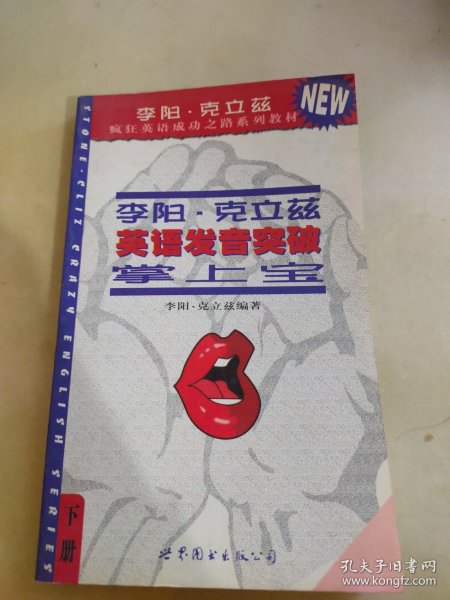 李阳·克立兹
疯狂英语成功之路系列教材
NEW
STONE·CLIZ CRAZY ENGLISH SERIES
李阳·克立兹
英语发音突破
掌上宝
李阳·克立兹编著
下册
世界图书出版公司
孔夫子旧书网
www.kongfz.com